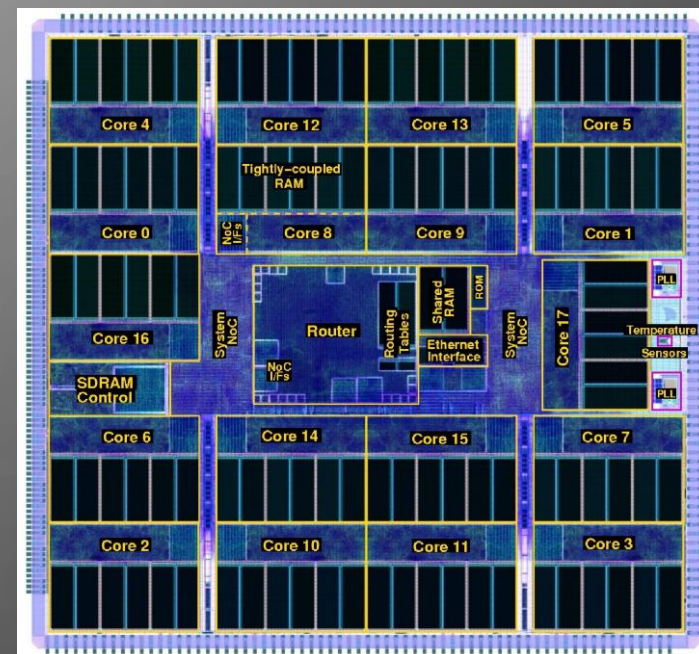 Core 4
Core 12
Core 13
Core 5
Tightly-coupled
RAM
Core 0
NoC
I/Fs
Core 8
Core 9
Core 1
Core 16
System
NoC
Router
NoC
I/Fs
Routing
Tables
Shared
RAM
ROM
Ethernet
Interface
System
NoC
Core 17
PLL
Temperature
Sensors
PLL
SDRAM
Control
Core 6
Core 14
Core 15
Core 7
Core 2
Core 10
Core 11
Core 3